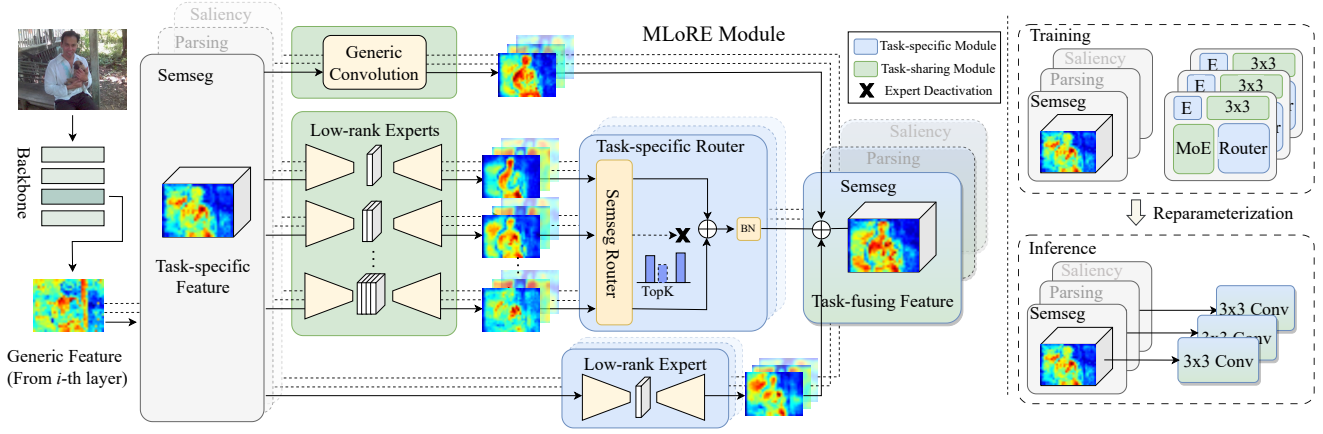 Saliency
Parsing
Semseg
Task-specific
Feature
Backbone
Generic Feature
(From i-th layer)
Generic
Convolution
MLoRE Module
Task-specific Module
Task-sharing Module
Expert Deactivation
Low-rank Experts
Task-specific Router
Semseg Router
TopK
BN
Low-rank Expert
Saliency
Parsing
Semseg
Task-fusing Feature
Training
Saliency
Parsing
Semseg
E
3x3
E
3x3
E
3x3
MoE
Router
Reparameterization
Inference
Saliency
Parsing
Semseg
3x3 Conv
3x3 Conv
3x3 Conv